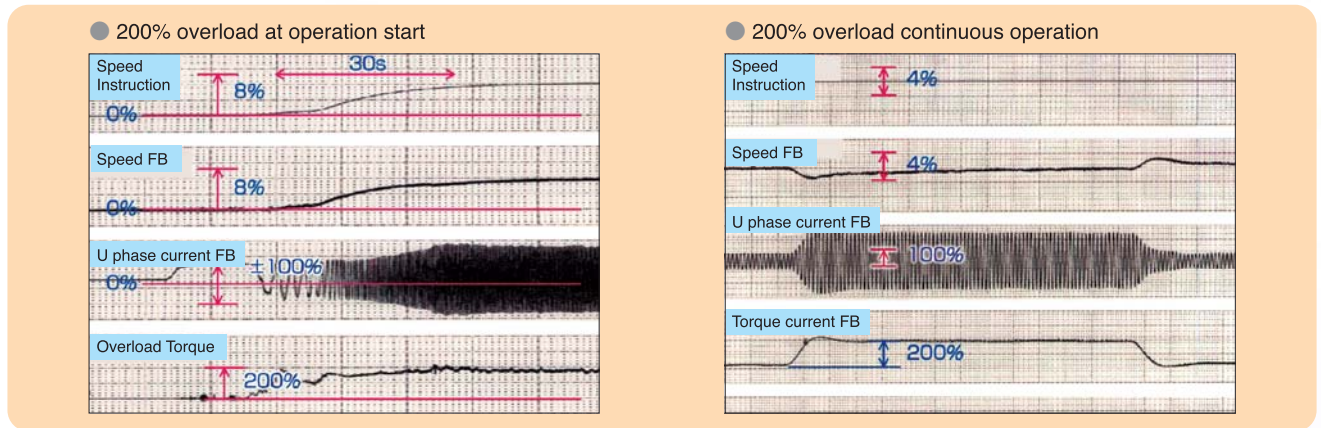 200% overload at operation start
Speed
Instruction
30s
8%
0%
Speed FB
8%
0%
U phase current FB
±100%
0%
Overload Torque
200%
200% overload continuous operation
Speed
Instruction
4%
Speed FB
4%
U phase current FB
100%
Torque current FB
200%